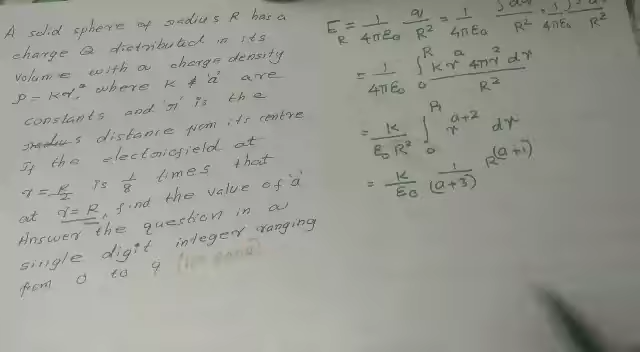 A solid sphere of radius R has a
charge Q distributed in its
Volume with a charge density
ρ = kr^a, where K & 'a' are
constants and 'r' is the
distance from its centre
If the electricfield at
r = R/2 is 1/8 times that
at r = R, find the value of 'a'
Answer the question in a
single digit integer ranging
from 0 to 9
E_R = 1/4πε0 q/R² = 1/4πε0
= 1/4πε0 ∫0^R K r^a 4πr² dr / R²
= K/ε0R² ∫0^R r^(a+2) dr
= K/ε0 1/(a+3) R^(a+1)